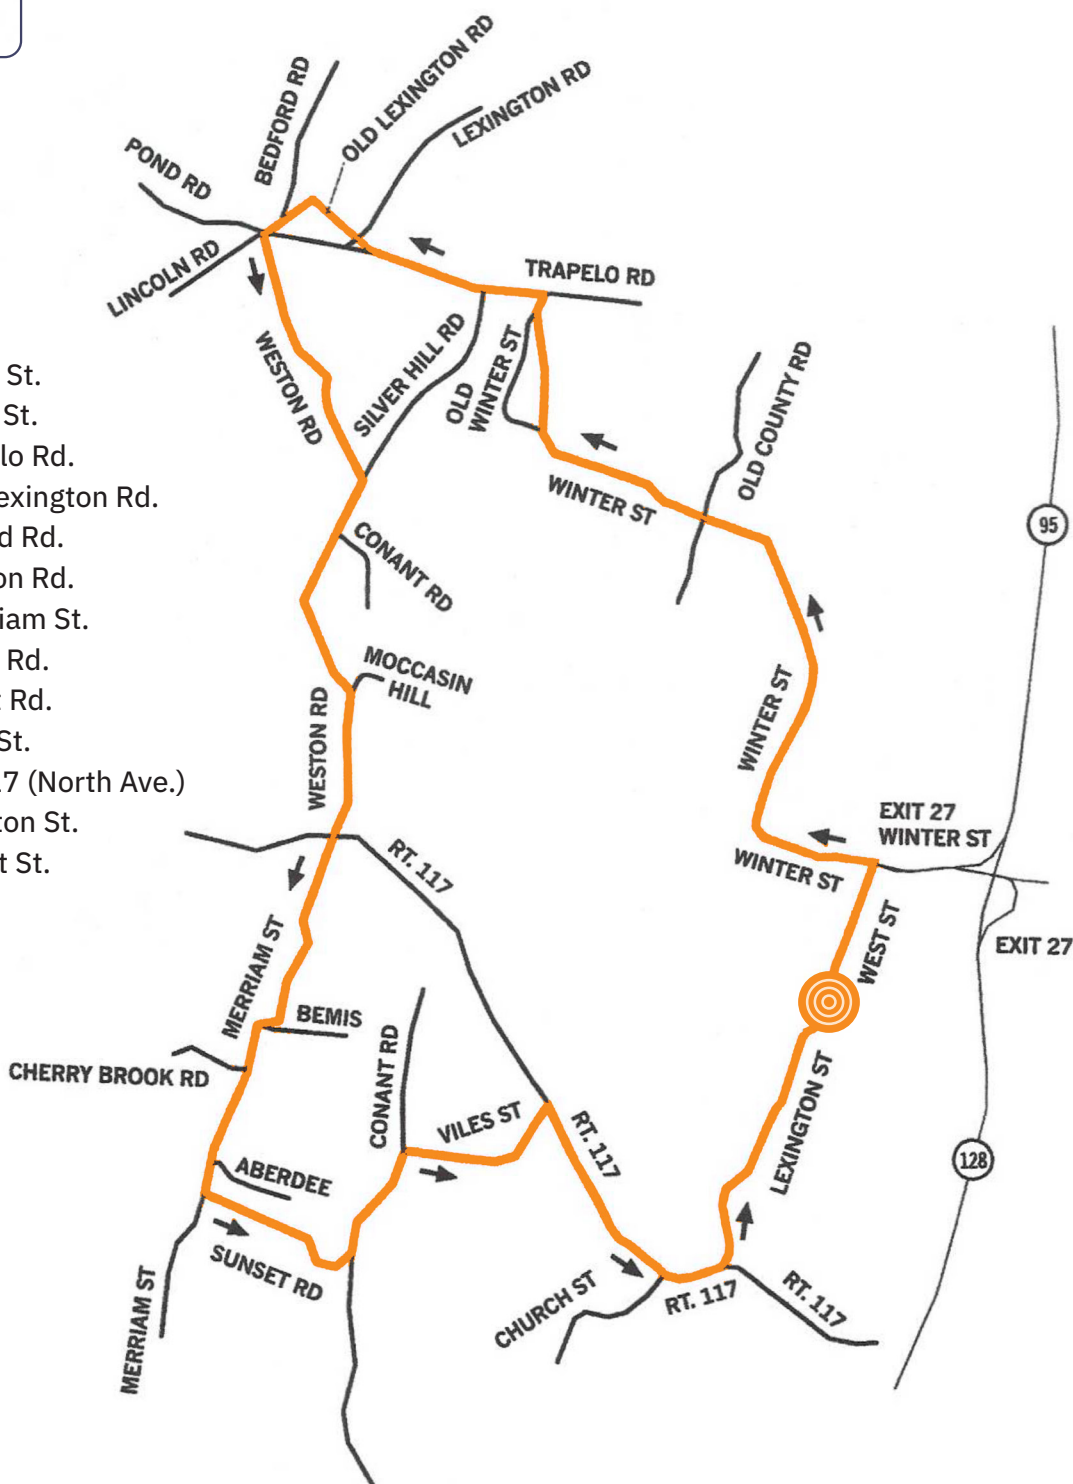 St.
St.
lo Rd.
exington Rd.
d Rd.
on Rd.
iam St.
Rd.
t Rd.
St.
17 (North Ave.)
ton St.
t St.
BEDFORD RD
OLD LEXINGTON RD
LEXINGTON RD
POND RD
LINCOLN RD
TRAPELO RD
WESTON RD
SILVER HILL RD
OLD
WINTER ST
OLD COUNTY RD
WINTER ST
95
CONANT RD
MOCCASIN
HILL
WESTON RD
WINTER ST
EXIT 27
WINTER ST
WINTER ST
RT. 117
WEST ST
EXIT 27
MERRIAM ST
BEMIS
CHERRY BROOK RD
CONANT RD
VILES ST
RT. 117
LEXINGTON ST
128
ABERDEE
SUNSET RD
MERRIAM ST
CHURCH ST
RT. 117
RT. 117